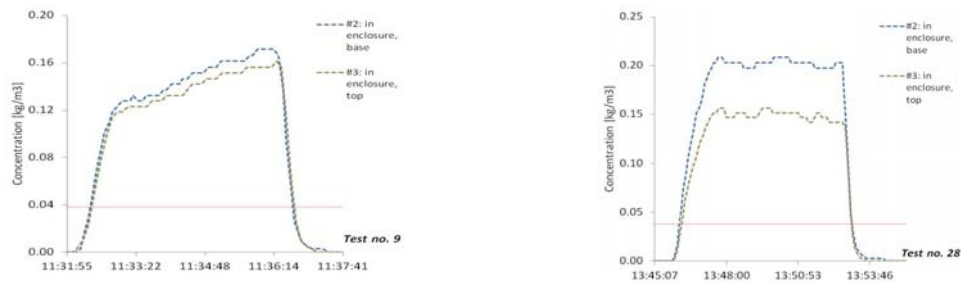 0.20
0.16
0.12
0.08
0.04
0.00
Concentration [kg/m3]
11:31:55 11:33:22 11:34:48 11:36:14 11:37:41
#2: in
enclosure,
base
#3: in
enclosure,
top
Test no. 9
0.25
0.20
0.15
0.10
0.05
0.00
Concentration [kg/m3]
13:45:07 13:48:00 13:50:53 13:53:46
#2: in
enclosure,
base
#3: in
enclosure,
top
Test no. 28